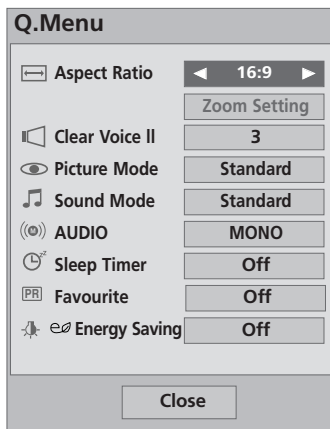 Q.Menu
Aspect Ratio 16:9
Zoom Setting
Clear Voice ll 3
Picture Mode Standard
Sound Mode Standard
AUDIO MONO
Sleep Timer Off
PR Favourite Off
Energy Saving Off
Close